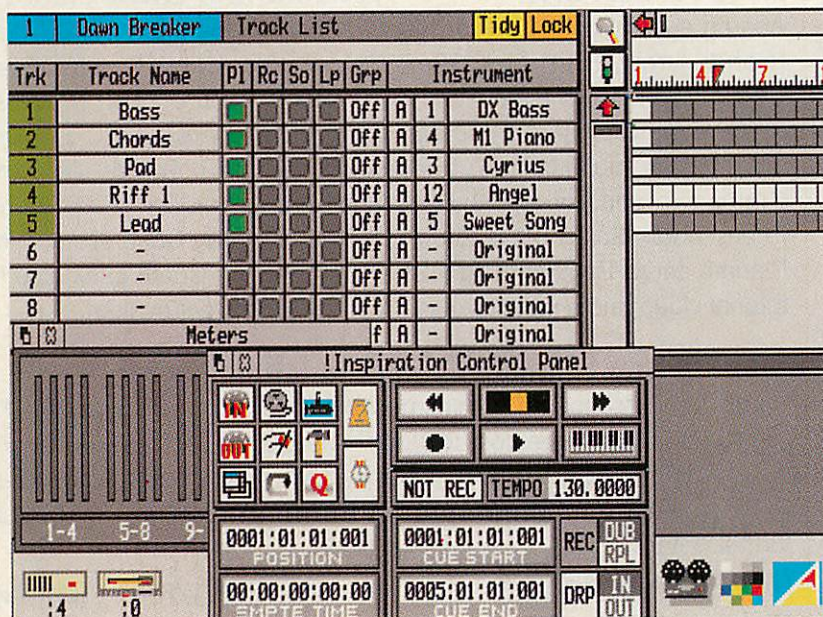 1 Dawn Breaker Track List Tidy Lock
Trk Track Name Pl Rc So Lp Grp Instrument 1 4 7
1 Bass Off A 1 DX Bass
2 Chords Off A 4 M1 Piano
3 Pad Off A 3 Cyrius
4 Riff 1 Off A 12 Angel
5 Lead Off A 5 Sweet Song
6 - Off A - Original
7 - Off A - Original
8 - Off A - Original
Meters f A - Original
!Inspiration Control Panel
IN
OUT
Q
NOT REC TEMPO 130.0000
1-4 5-8 9-
0001:01:01:001 0001:01:01:001 REC DUB
POSITION CUE START RPL
00:00:00:00:00 0005:01:01:001 DRP IN
SMPTE TIME CUE END OUT
:4 :0